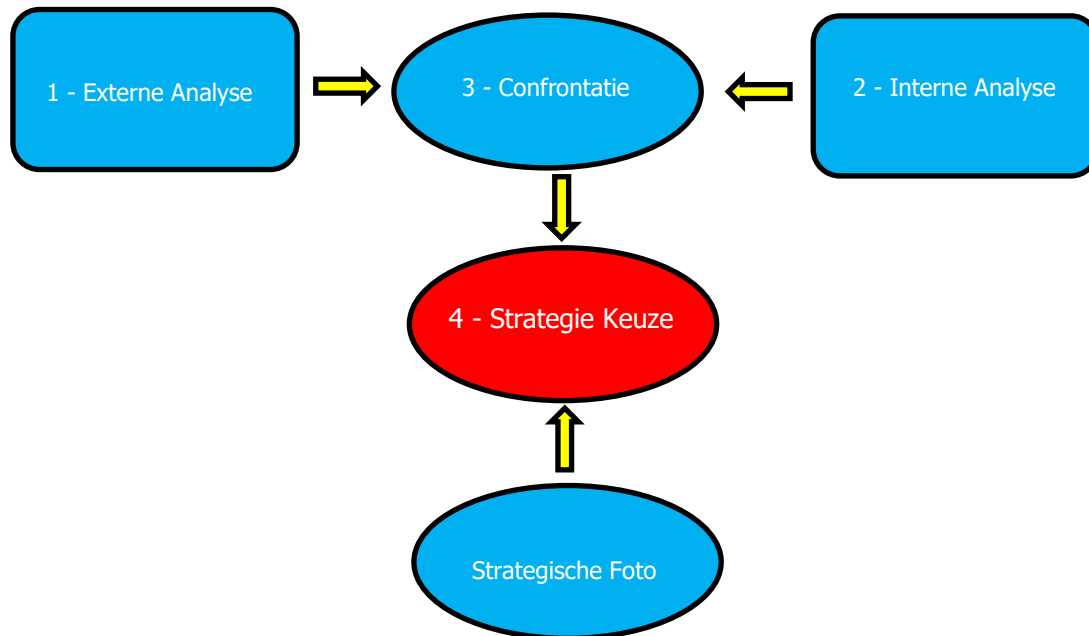 1 - Externe Analyse
3 - Confrontatie
2 - Interne Analyse
4 - Strategie Keuze
Strategische Foto